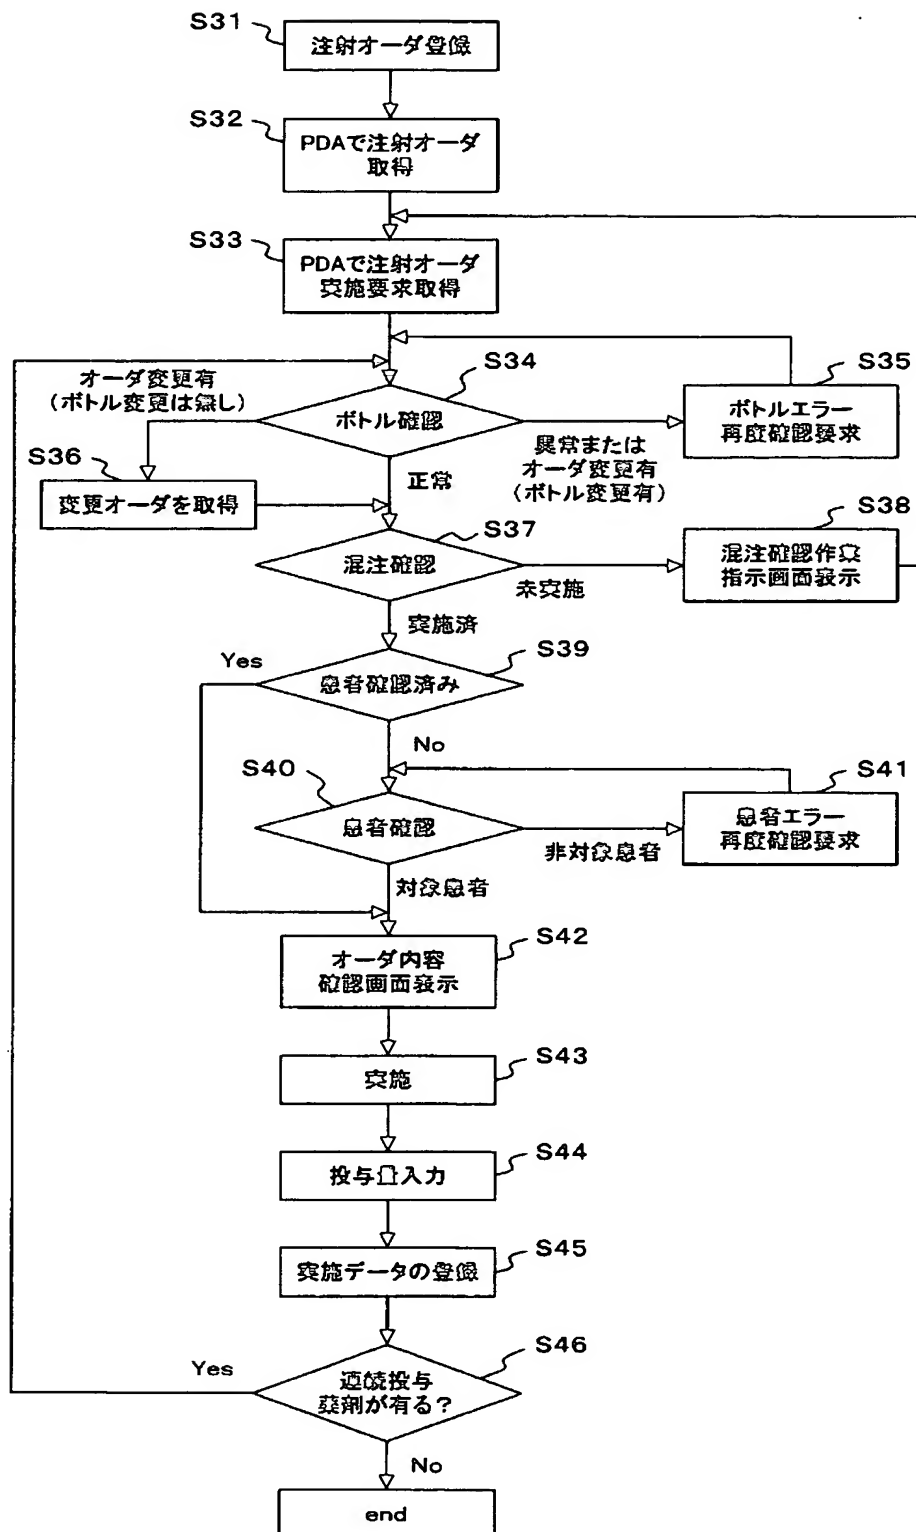 S31
注射オーダ登録
S32
PDAで注射オーダ
取得
S33
PDAで注射オーダ
実施要求取得
S34
ボトル確認
S35
ボトルエラー
再度確認要求
オーダ変更有
(ボトル変更は無し)
異常または
オーダ変更有
(ボトル変更有)
正常
S36
変更オーダを取得
S37
混注確認
未実施
S38
混注確認作業
指示画面表示
実施済
S39
患者確認済み
Yes
No
S40
患者確認
非対象患者
S41
患者エラー
再度確認要求
対象患者
S42
オーダ内容
確認画面表示
S43
実施
S44
投与量入力
S45
実施データの登録
S46
連続投与
薬剤が有る?
Yes
No
end